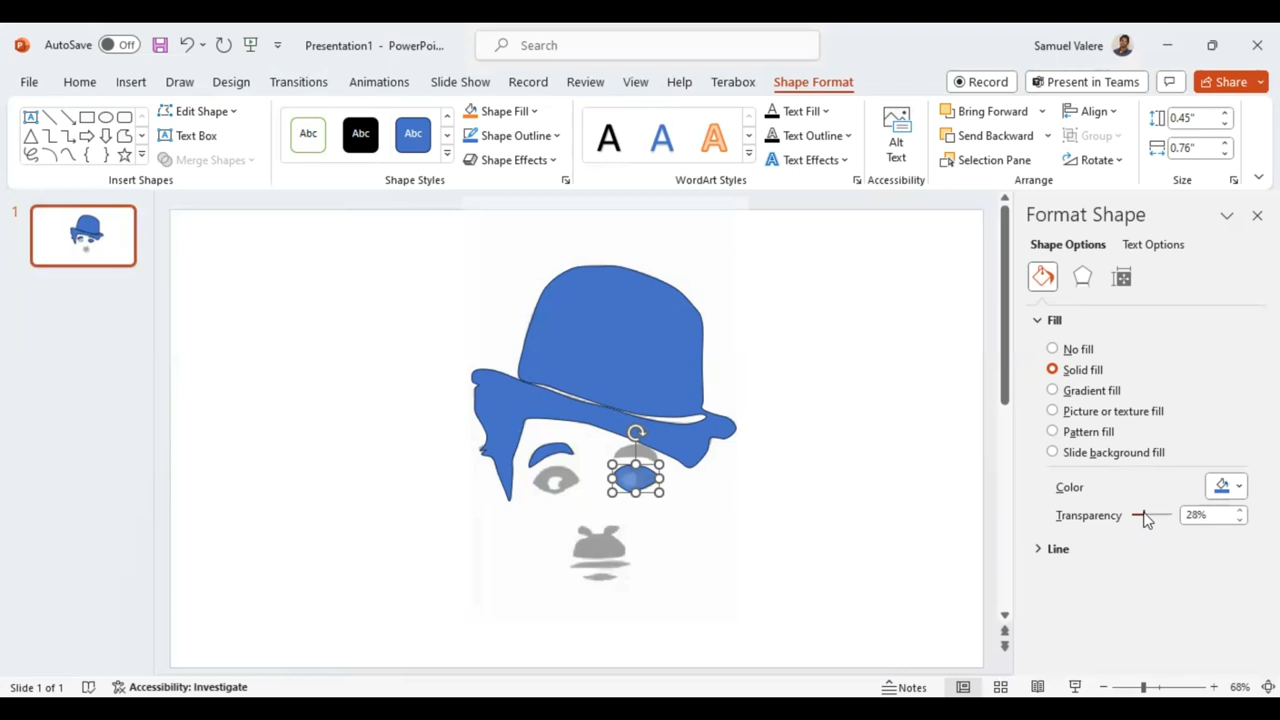 AutoSave Off Presentation1 - PowerPoi... Search Samuel Valere
File Home Insert Draw Design Transitions Animations Slide Show Record Review View Help Terabox Shape Format Record Present in Teams Share
Edit Shape
Text Box
Merge Shapes
Insert Shapes
Abc Abc Abc
Shape Fill
Shape Outline
Shape Effects
Shape Styles
A A A
Text Fill
Text Outline
Text Effects
WordArt Styles
Alt
Text
Accessibility
Bring Forward
Send Backward
Selection Pane
Align
Group
Rotate
Arrange
0.45"
0.76"
Size
1
Format Shape
Shape Options Text Options
Fill
No fill
Solid fill
Gradient fill
Picture or texture fill
Pattern fill
Slide background fill
Color
Transparency 28%
Line
Slide 1 of 1 Accessibility: Investigate Notes 68%